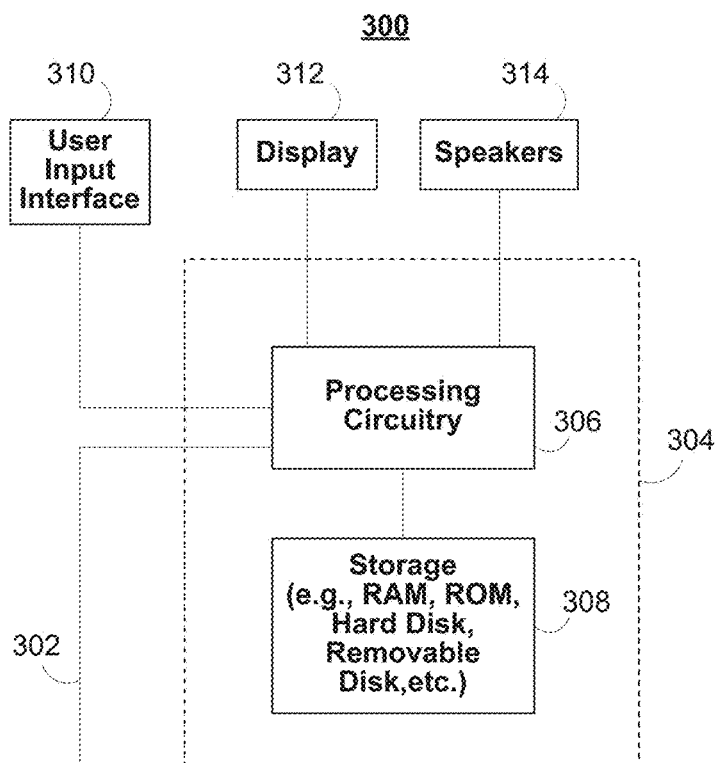 300
310
312
314
User
Input
Interface
Display
Speakers
Processing
Circuitry
306
304
Storage
(e.g., RAM, ROM,
Hard Disk,
Removable
Disk,etc.)
308
302